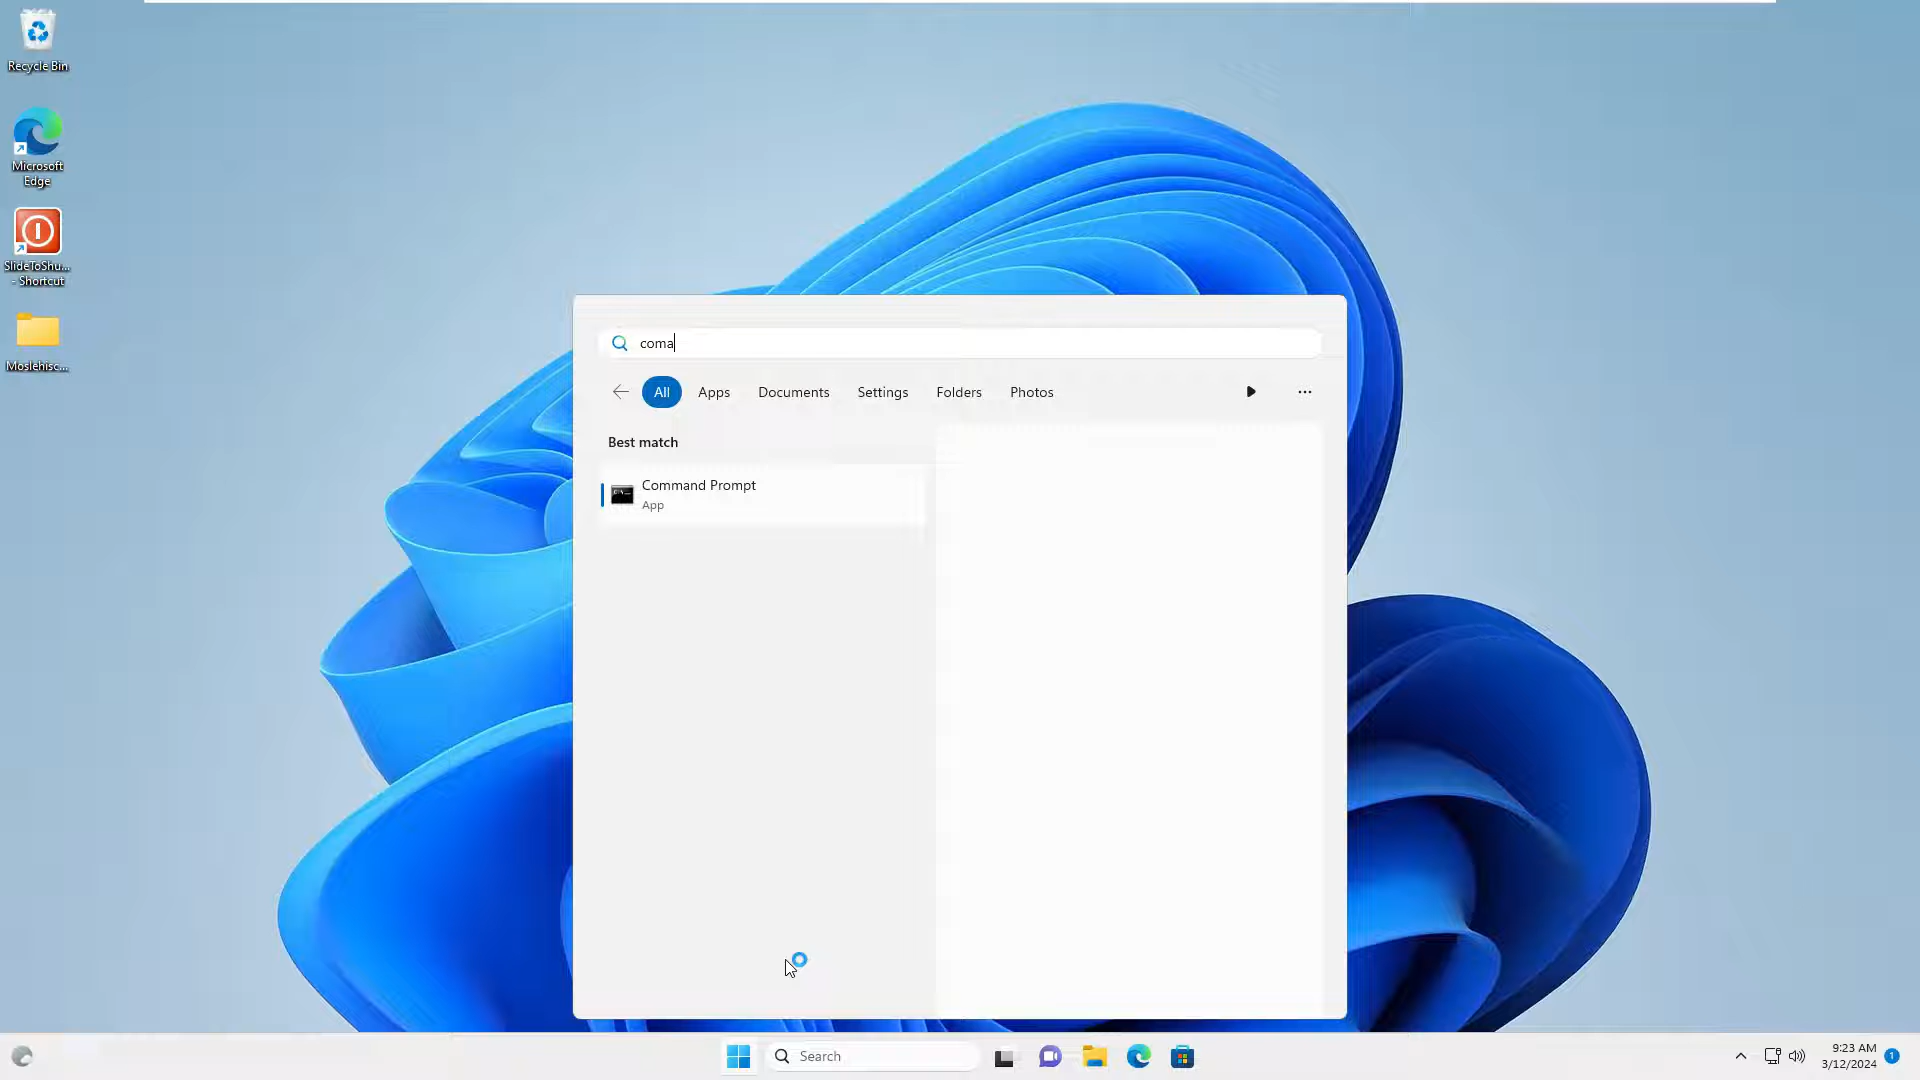 Recycle Bin
Microsoft
Edge
SlideToShu...
- Shortcut
Moslehisc...
coma
All
Apps
Documents
Settings
Folders
Photos
Best match
Command Prompt
App
Search
9:23 AM
3/12/2024
1